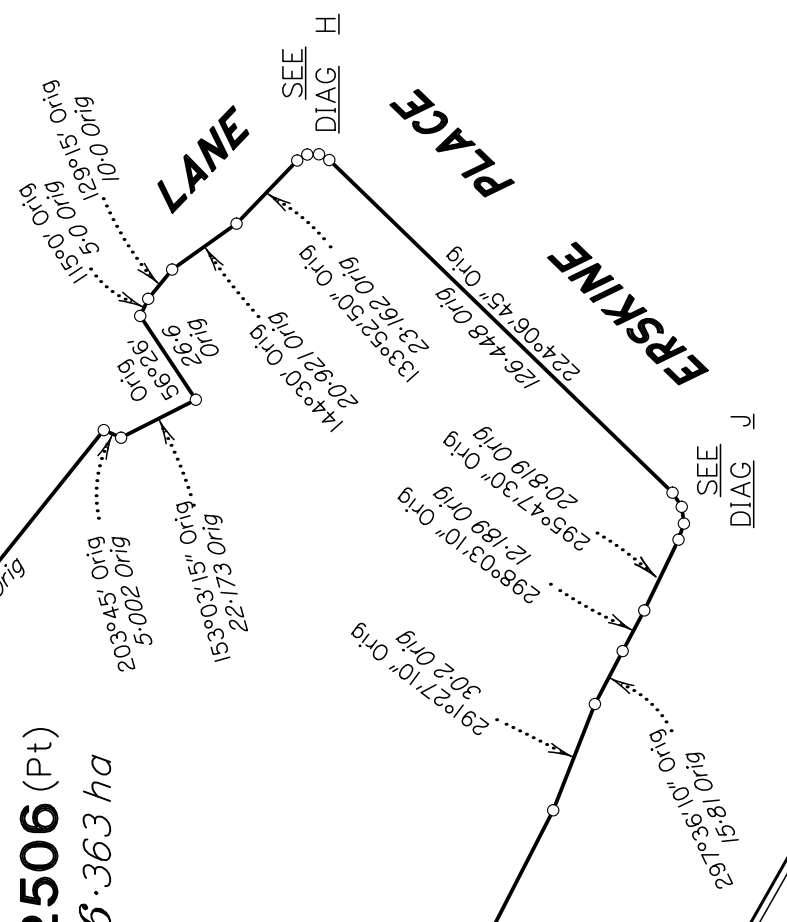 SEE
DIAG H
LANE
PLACE
ERSKINE
129°15' Orig
10·0 Orig
115°0' Orig
5·0 Orig
56°26'
Orig
26·6
Orig
144°30' Orig
20·921 Orig
133°52'50" Orig
23·162 Orig
224°06'45" Orig
126·448 Orig
SEE
DIAG J
295°47'30" Orig
20·819 Orig
298°03'10" Orig
12·189 Orig
291°27'10" Orig
30·2 Orig
297°36'10" Orig
15·81 Orig
153°03'15" Orig
22·173 Orig
203°45' Orig
5·002 Orig
Orig
2506 (Pt)
6·363 ha